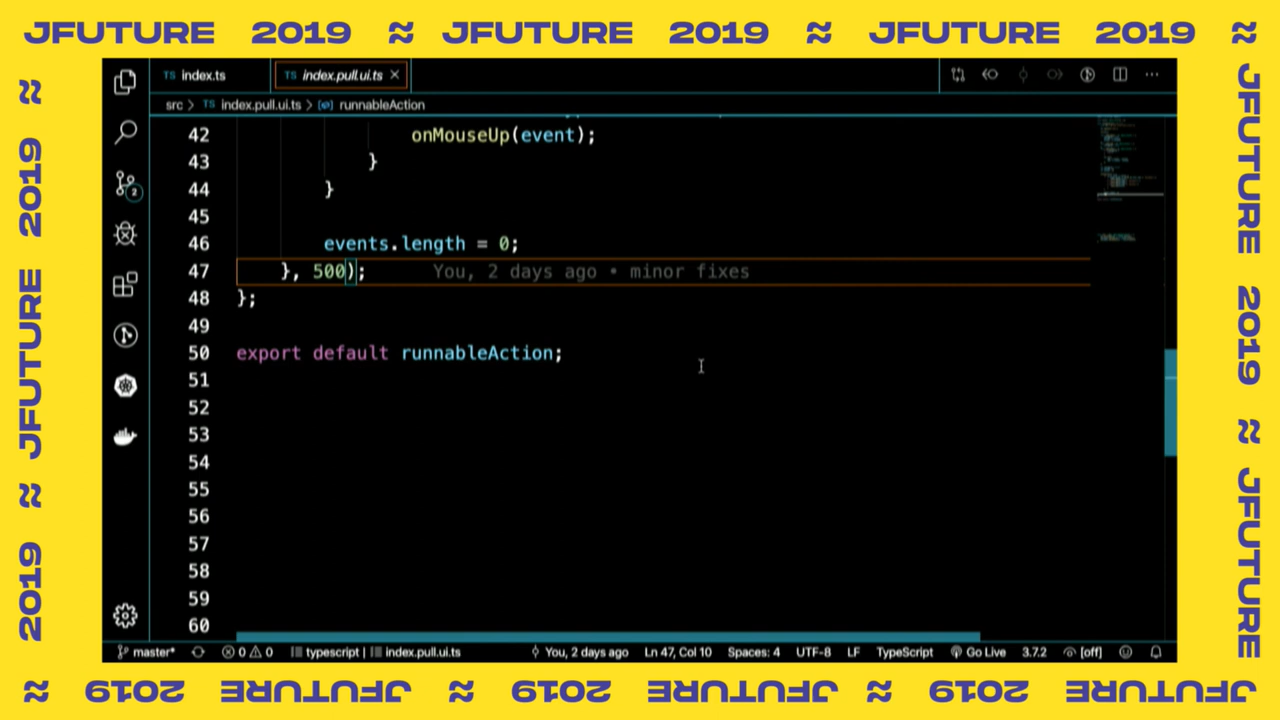 JFUTURE 2019 ≈ JFUTURE 2019 ≈ JFUTURE 2019 ≈
TS index.ts
TS index.pull.ui.ts ×
src > TS index.pull.ui.ts > runnableAction
42 onMouseUp(event);
43 }
44 }
45
46 events.length = 0;
47 }, 500); You, 2 days ago • minor fixes
48 };
49
50 export default runnableAction;
51
52
53
54
55
56
57
58
59
60
2
master* 0 0 typescript | index.pull.ui.ts You, 2 days ago Ln 47, Col 10 Spaces: 4 UTF-8 LF TypeScript Go Live 3.7.2 [off]
2019 ≈ JFUTURE 2019 ≈
JFUTURE 2019 ≈ JFUTURE
≈ JFUTURE 2019 ≈ JFUTURE 2019 ≈ JFUTURE 2019 ≈